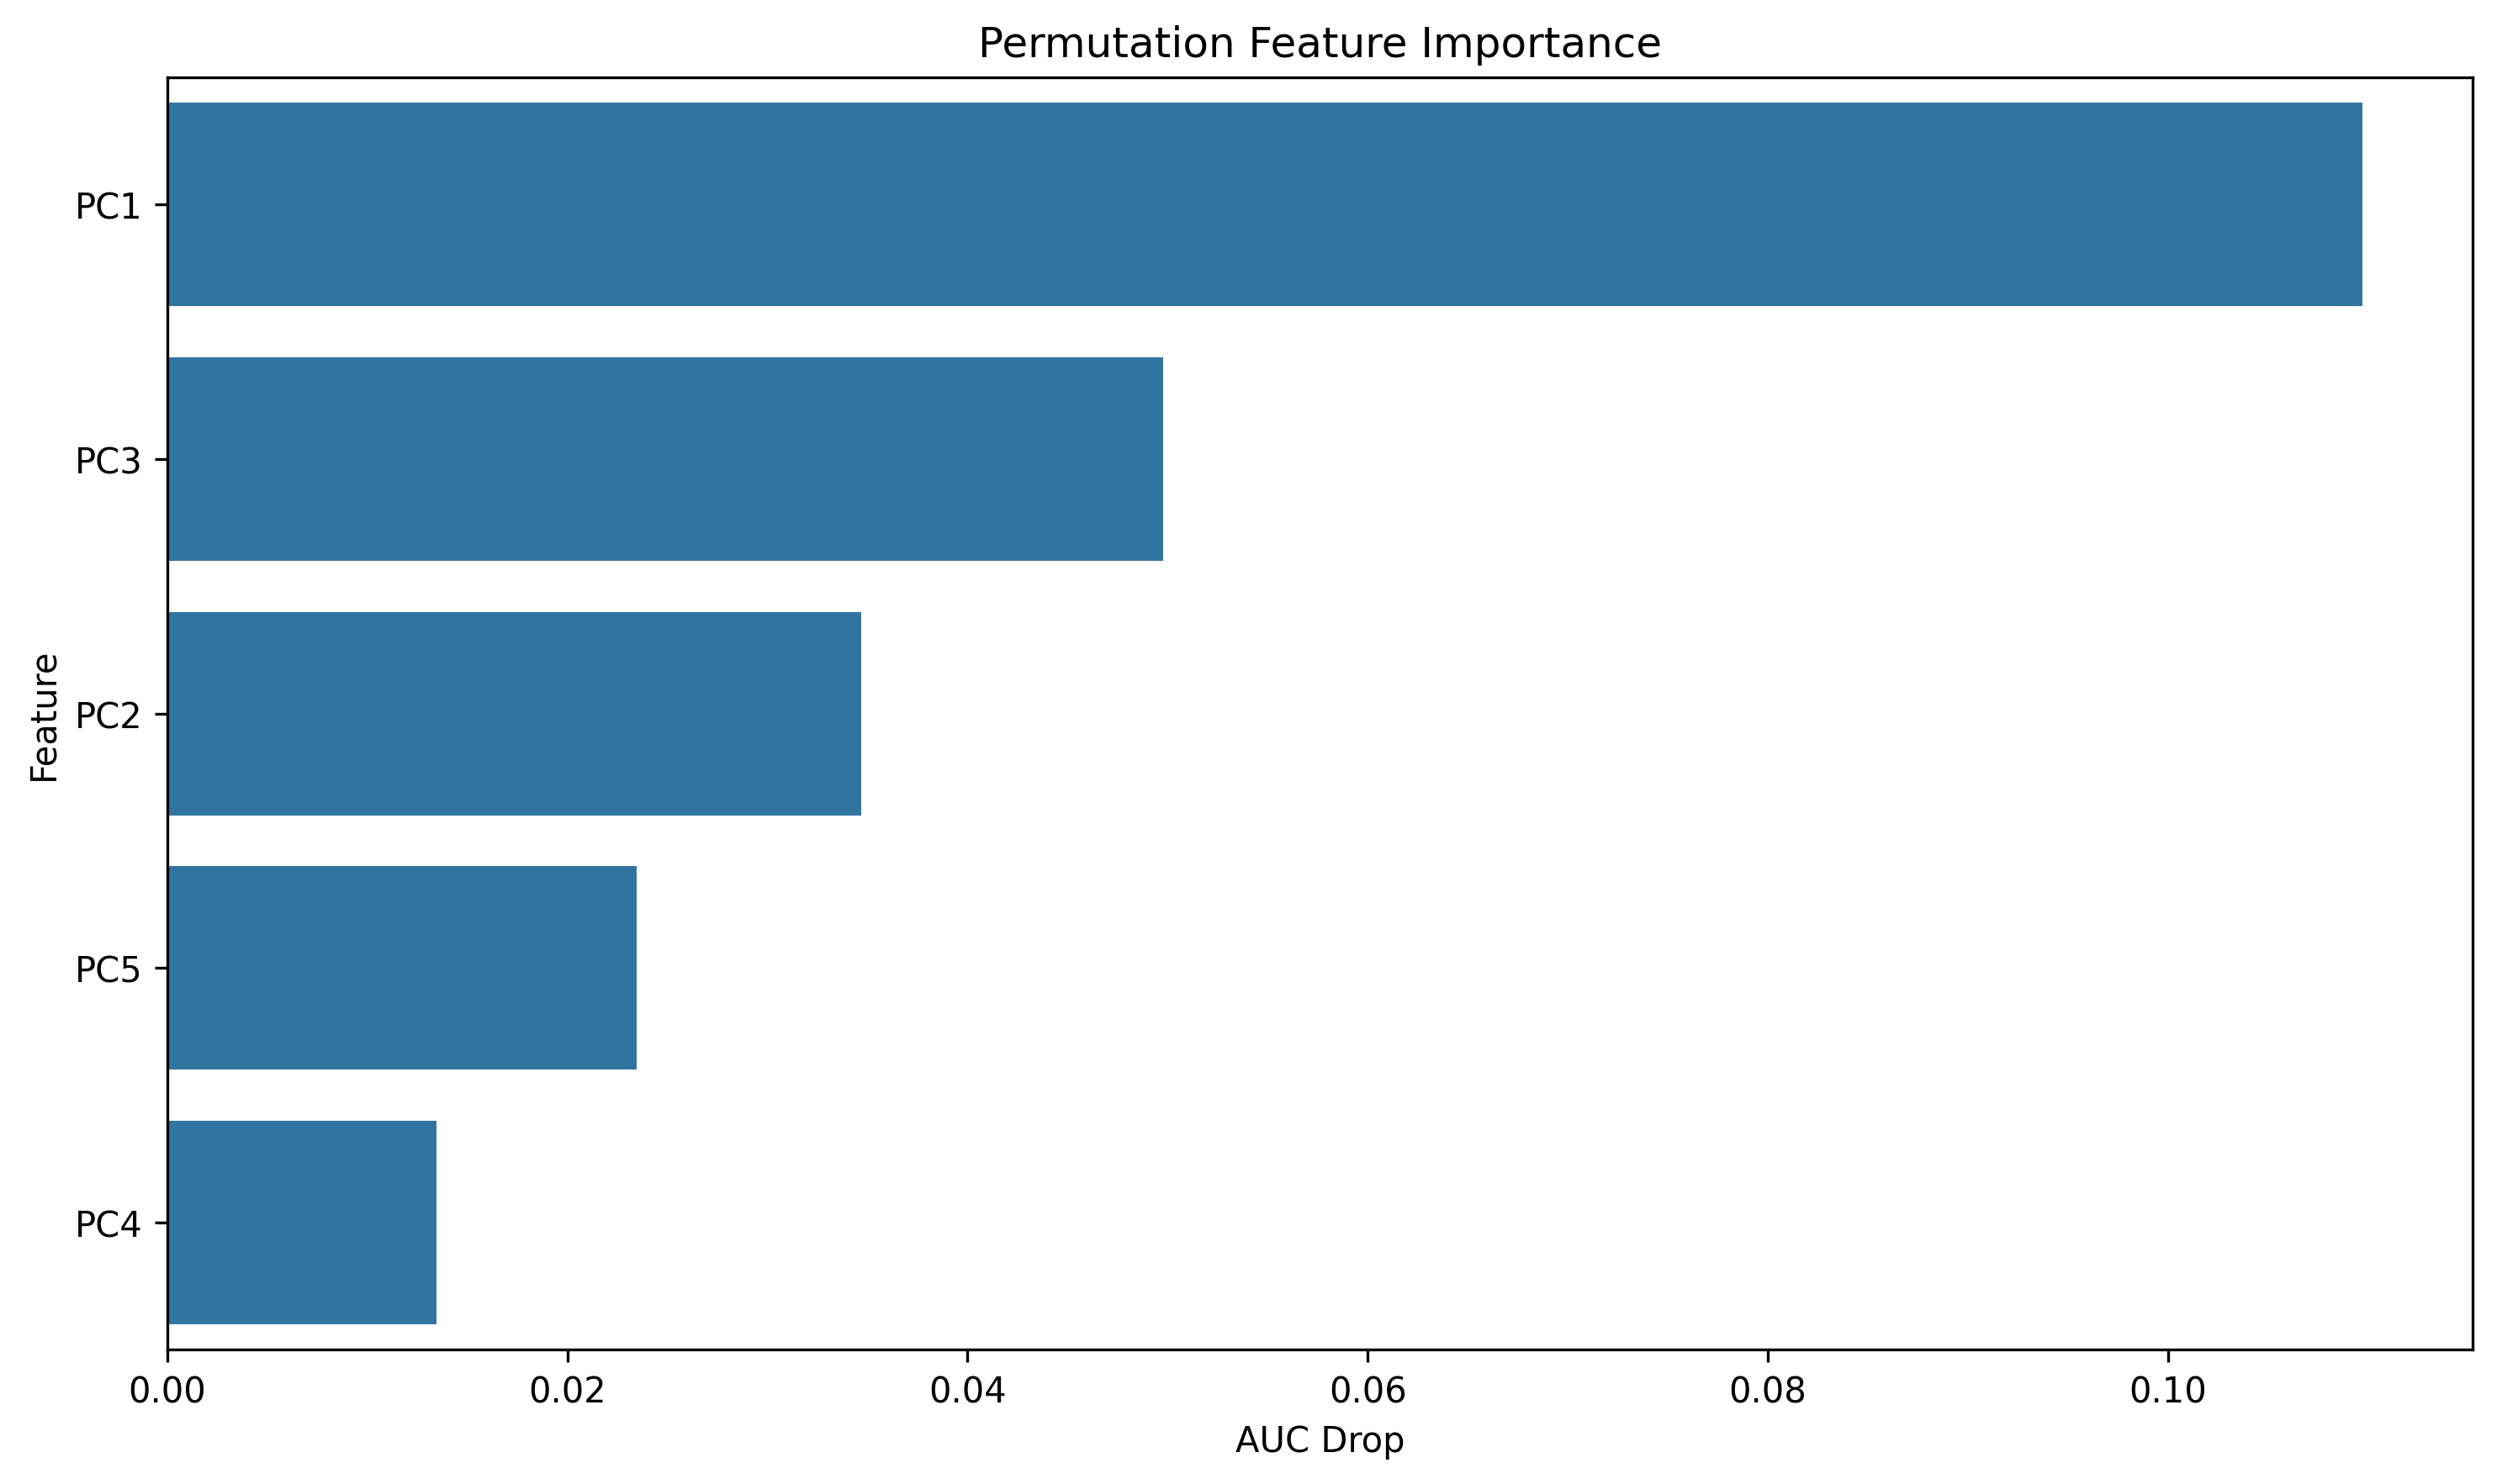 Permutation Feature Importance
PC1
PC3
PC2
PC5
PC4
Feature
0.00
0.02
0.04
0.06
0.08
0.10
AUC Drop